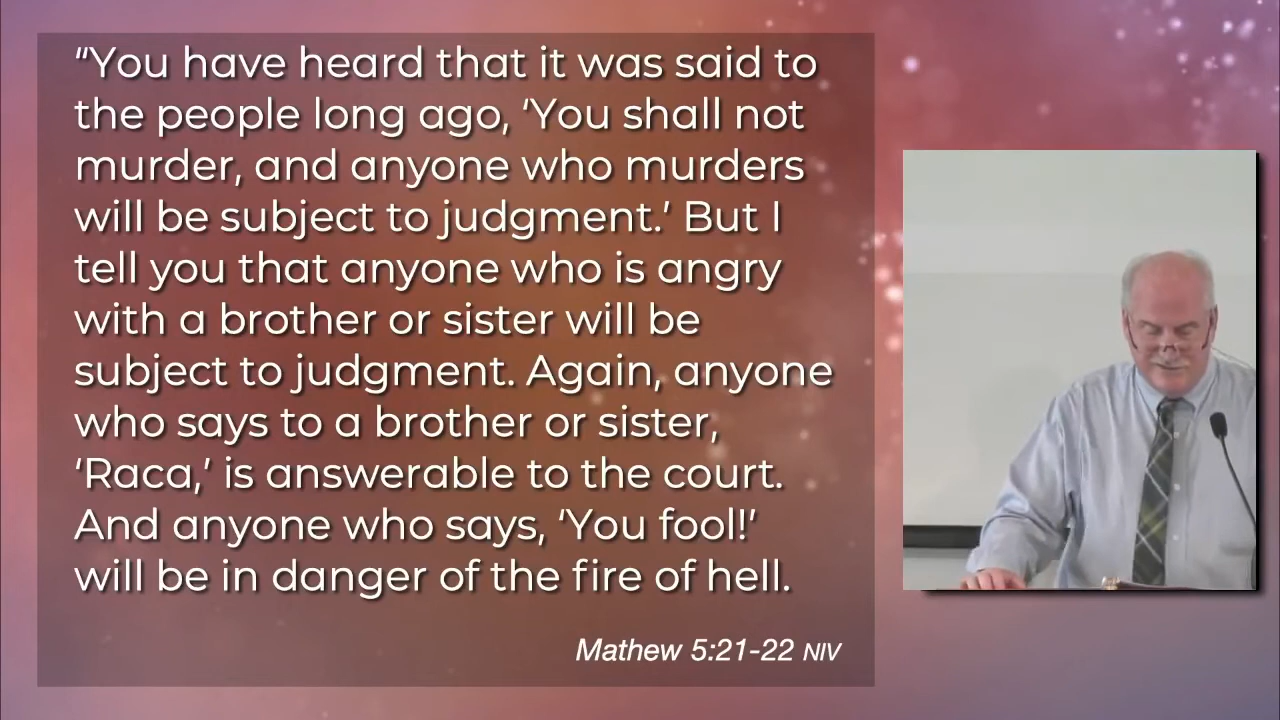 “You have heard that it was said to
the people long ago, ‘You shall not
murder, and anyone who murders
will be subject to judgment.’ But I
tell you that anyone who is angry
with a brother or sister will be
subject to judgment. Again, anyone
who says to a brother or sister,
‘Raca,’ is answerable to the court.
And anyone who says, ‘You fool!’
will be in danger of the fire of hell.
Mathew 5:21-22 NIV